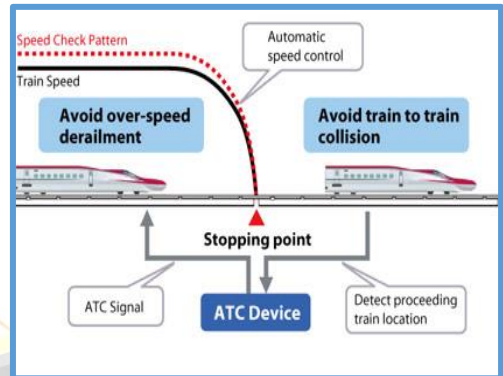 Speed Check Pattern
Train Speed
Automatic
speed control
Avoid over-speed
derailment
Avoid train to train
collision
Stopping point
ATC Signal
ATC Device
Detect proceeding
train location